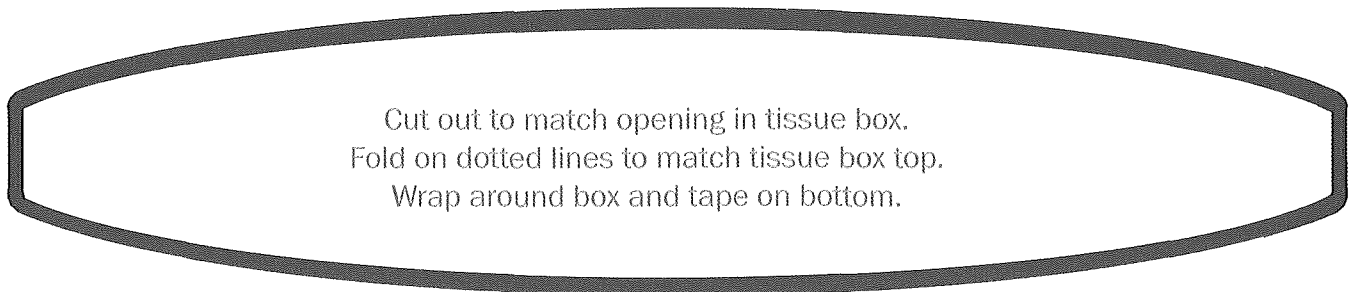 Cut out to match opening in tissue box.
Fold on dotted lines to match tissue box top.
Wrap around box and tape on bottom.